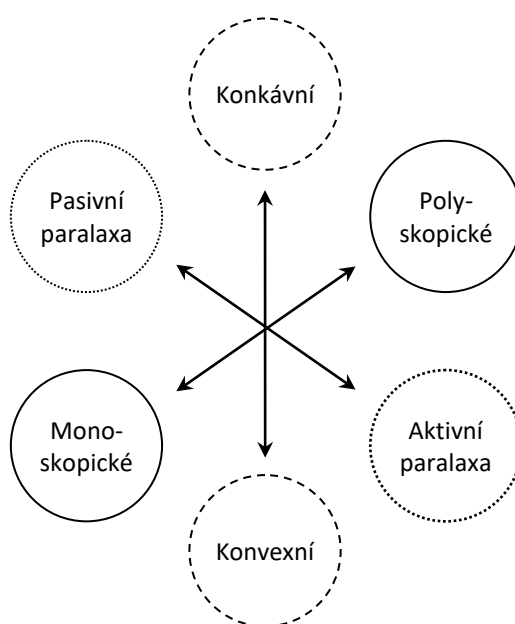 Konkávní
Pasivní
paralaxa
Poly-
skopické
Mono-
skopické
Aktivní
paralaxa
Konvexní